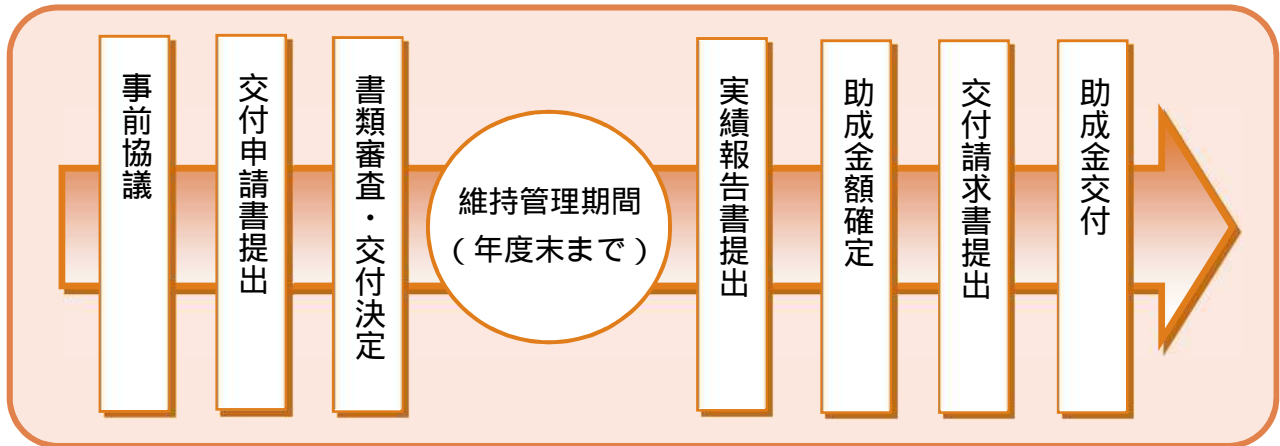 事前協議
交付申請書提出
書類審査・交付決定
維持管理期間
(年度末まで)
実績報告書提出
助成金額確定
交付請求書提出
助成金交付